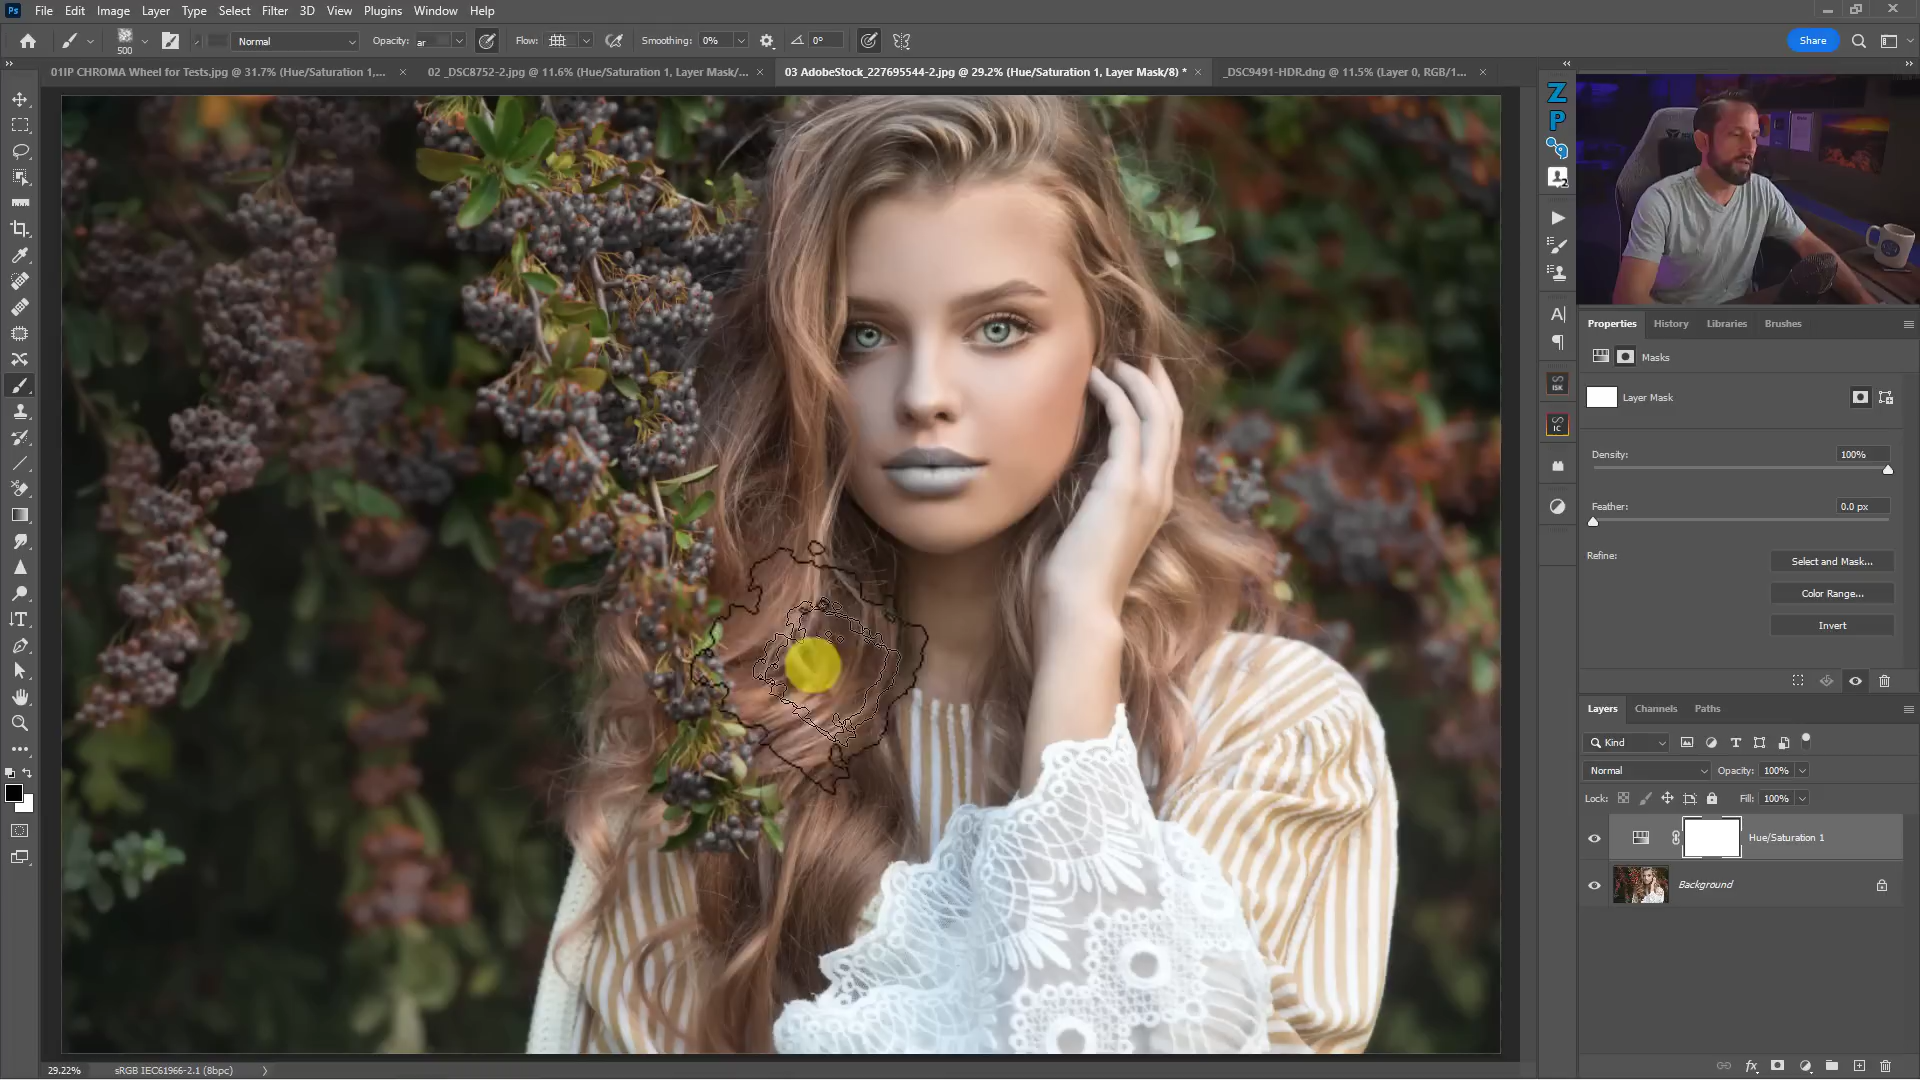 Ps File Edit Image Layer Type Select Filter 3D View Plugins Window Help
500 Normal Opacity: ar Flow: Smoothing: 0% 0° Share
01IP CHROMA Wheel for Tests.jpg @ 31.7% (Hue/Saturation 1,... × 02 _DSC8752-2.jpg @ 11.6% (Hue/Saturation 1, Layer Mask/... × 03 AdobeStock_227695544-2.jpg @ 29.2% (Hue/Saturation 1, Layer Mask/8) * × _DSC9491-HDR.dng @ 11.5% (Layer 0, RGB/1... ×
Z
P
Properties History Libraries Brushes
Masks
Layer Mask
ISK
IC
Density: 100%
Feather: 0.0 px
Refine:
Select and Mask...
Color Range...
Invert
Layers Channels Paths
Kind
Normal Opacity: 100%
Lock: Fill: 100%
Hue/Saturation 1
Background
29.22% sRGB IEC61966-2.1 (8bpc)